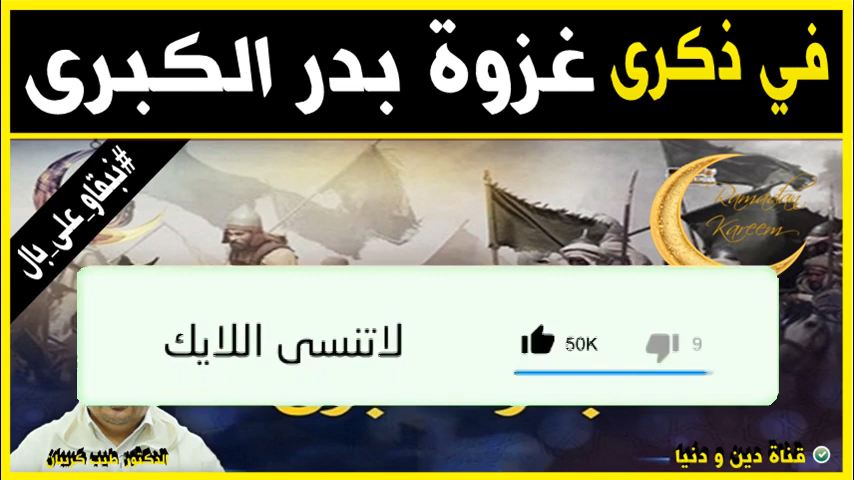 في ذكرى غزوة بدر الكبرى
#نبقاو_على_بال
Ramadan
Kareem
لاتنسى اللايك
50K
9
الدكتور طيب كريبان
قناة دين و دنيا